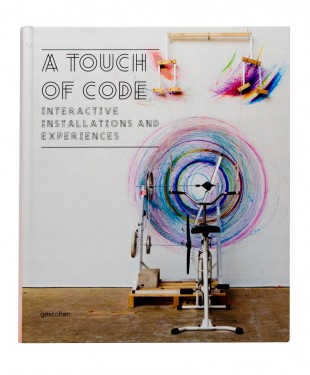 A TOUCH
OF CODE
INTERACTIVE
INSTALLATIONS AND
EXPERIENCES
gestalten